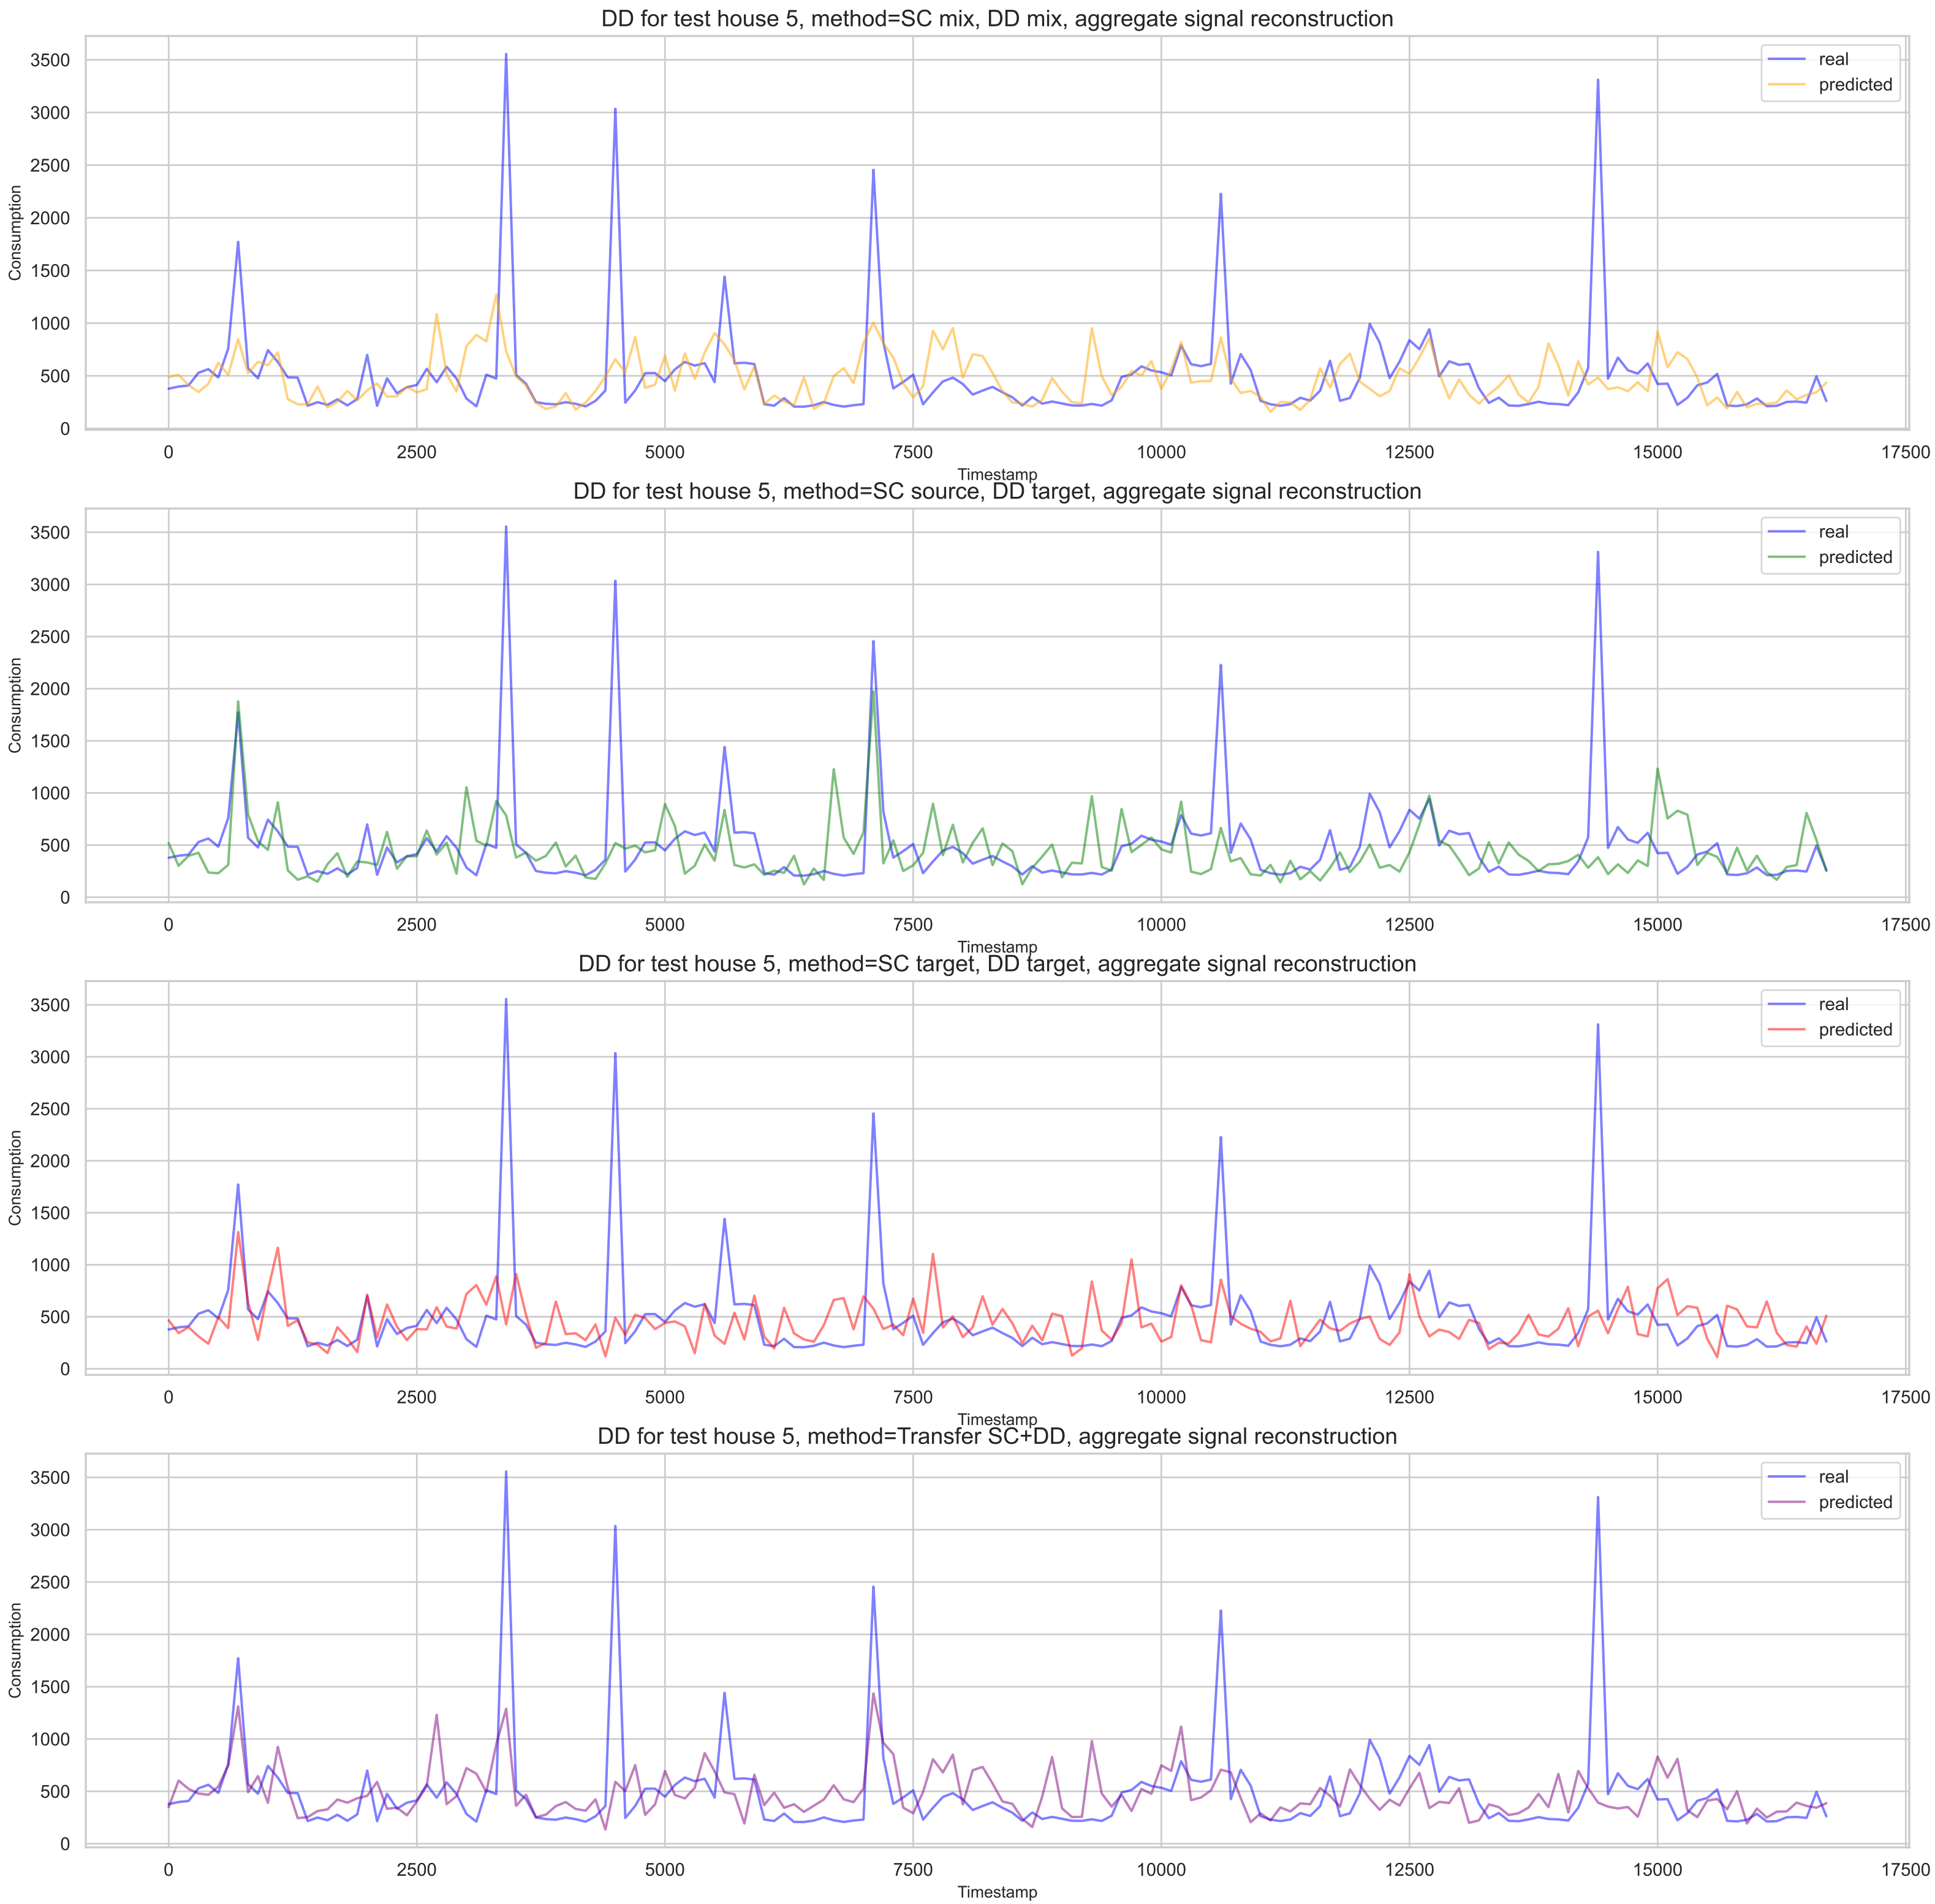 DD for test house 5, method=SC mix, DD mix, aggregate signal reconstruction
real
predicted
3500
3000
2500
2000
1500
1000
500
0
Consumption
0 2500 5000 7500 10000 12500 15000 17500
Timestamp
DD for test house 5, method=SC source, DD target, aggregate signal reconstruction
real
predicted
3500
3000
2500
2000
1500
1000
500
0
Consumption
0 2500 5000 7500 10000 12500 15000 17500
Timestamp
DD for test house 5, method=SC target, DD target, aggregate signal reconstruction
real
predicted
3500
3000
2500
2000
1500
1000
500
0
Consumption
0 2500 5000 7500 10000 12500 15000 17500
Timestamp
DD for test house 5, method=Transfer SC+DD, aggregate signal reconstruction
real
predicted
3500
3000
2500
2000
1500
1000
500
0
Consumption
0 2500 5000 7500 10000 12500 15000 17500
Timestamp